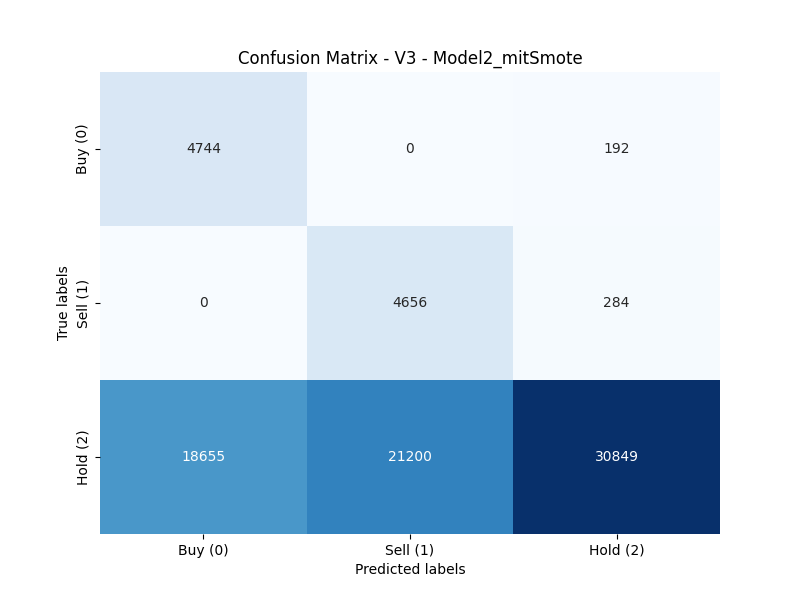 Confusion Matrix - V3 - Model2_mitSmote
True labels
Buy (0)
4744
0
192
Sell (1)
0
4656
284
Hold (2)
18655
21200
30849
Buy (0)
Sell (1)
Hold (2)
Predicted labels